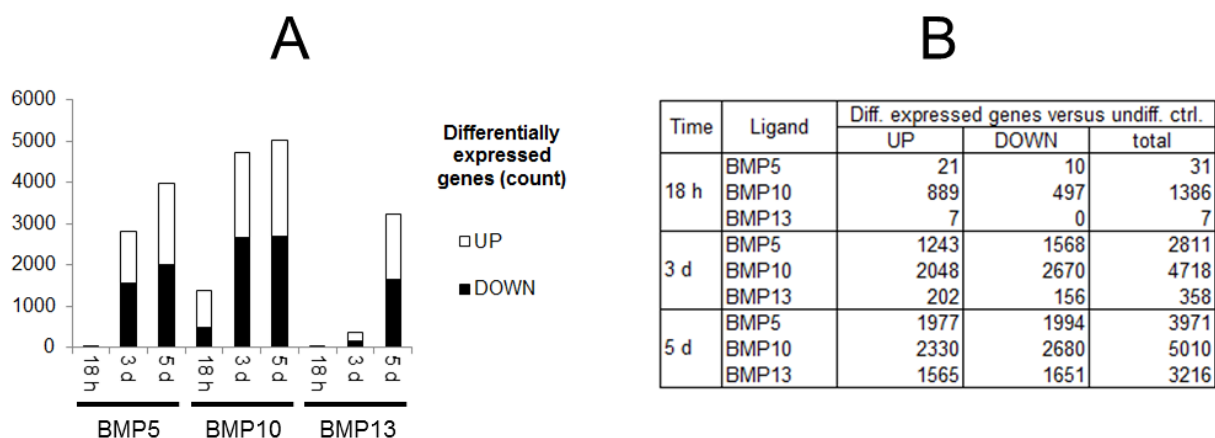 A
B
6000
5000
4000
3000
2000
1000
0
18 h
3 d
5 d
18 h
3 d
5 d
18 h
3 d
5 d
BMP5
BMP10
BMP13
Differentially
expressed
genes (count)
UP
DOWN
Time Ligand Diff. expressed genes versus undiff. ctrl.
UP DOWN total
18 h
BMP5 21 10 31
BMP10 889 497 1386
BMP13 7 0 7
3 d
BMP5 1243 1568 2811
BMP10 2048 2670 4718
BMP13 202 156 358
5 d
BMP5 1977 1994 3971
BMP10 2330 2680 5010
BMP13 1565 1651 3216